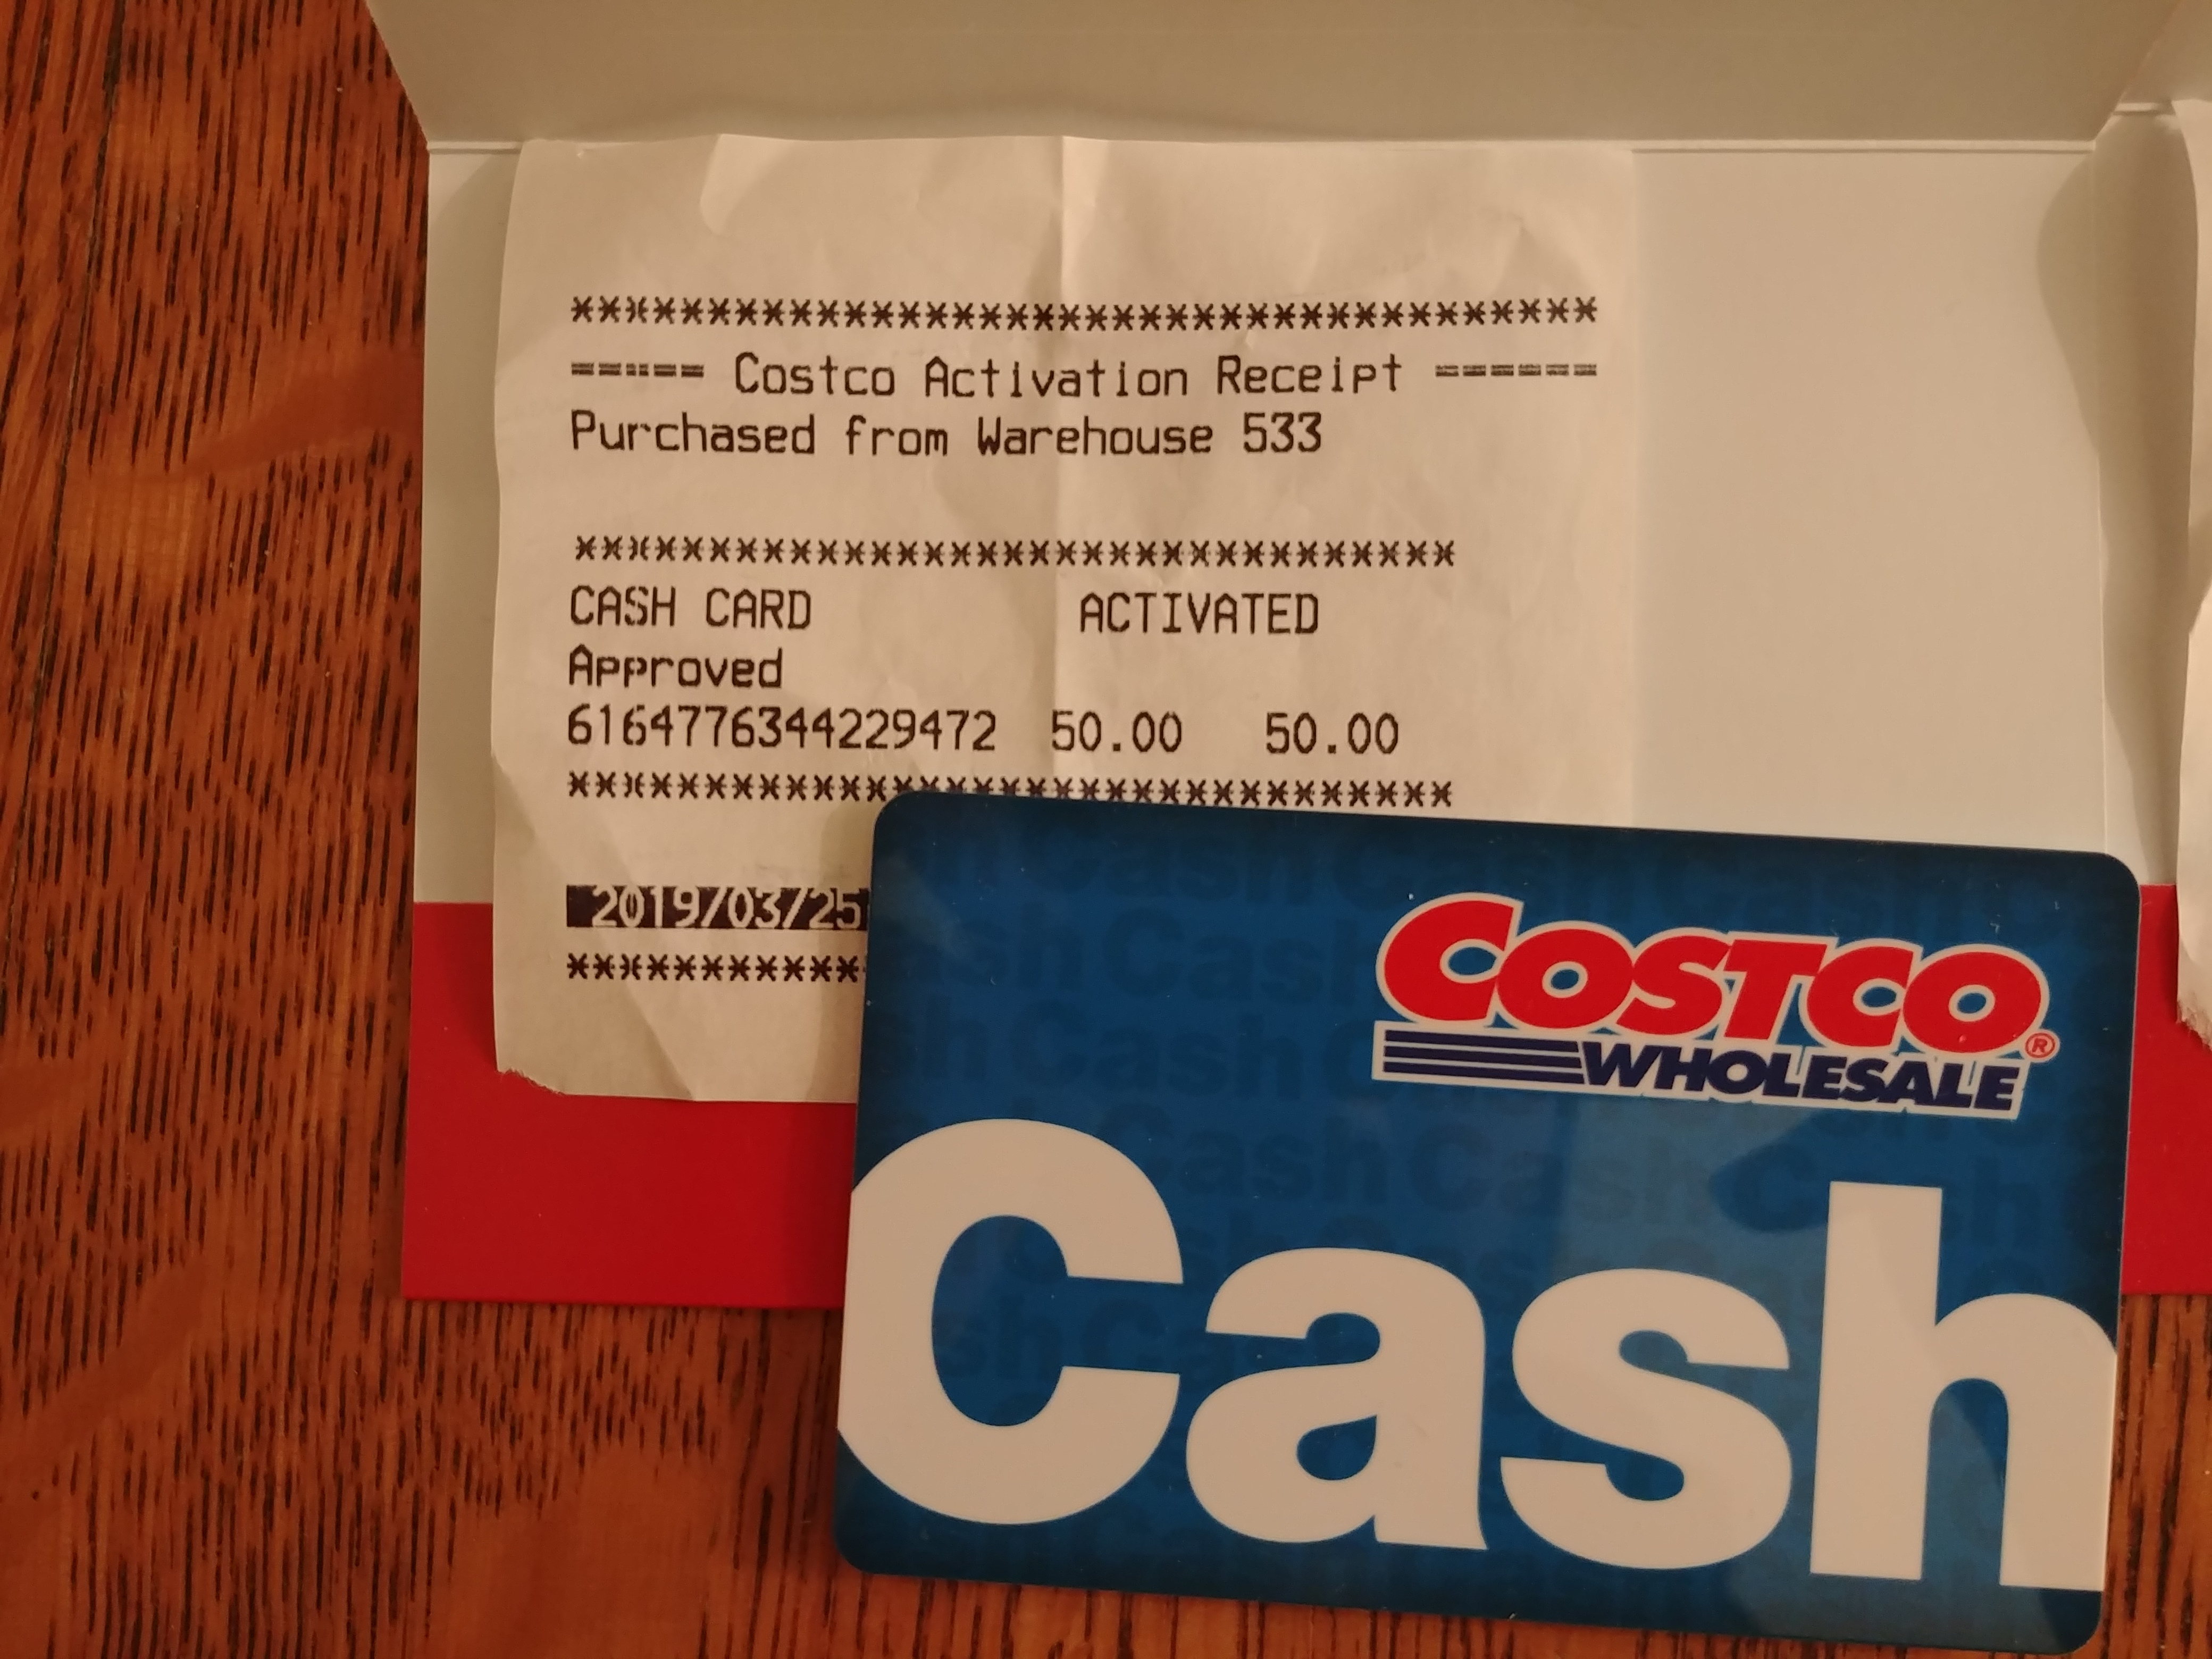 ***************************************
===== Costco Activation Receipt ======
Purchased from Warehouse 533
*********************************
CASH CARD ACTIVATED
Approved
6164776344229472 50.00 50.00
*********************************
2019/03/25
***********
COSTCO®
WHOLESALE
Cash